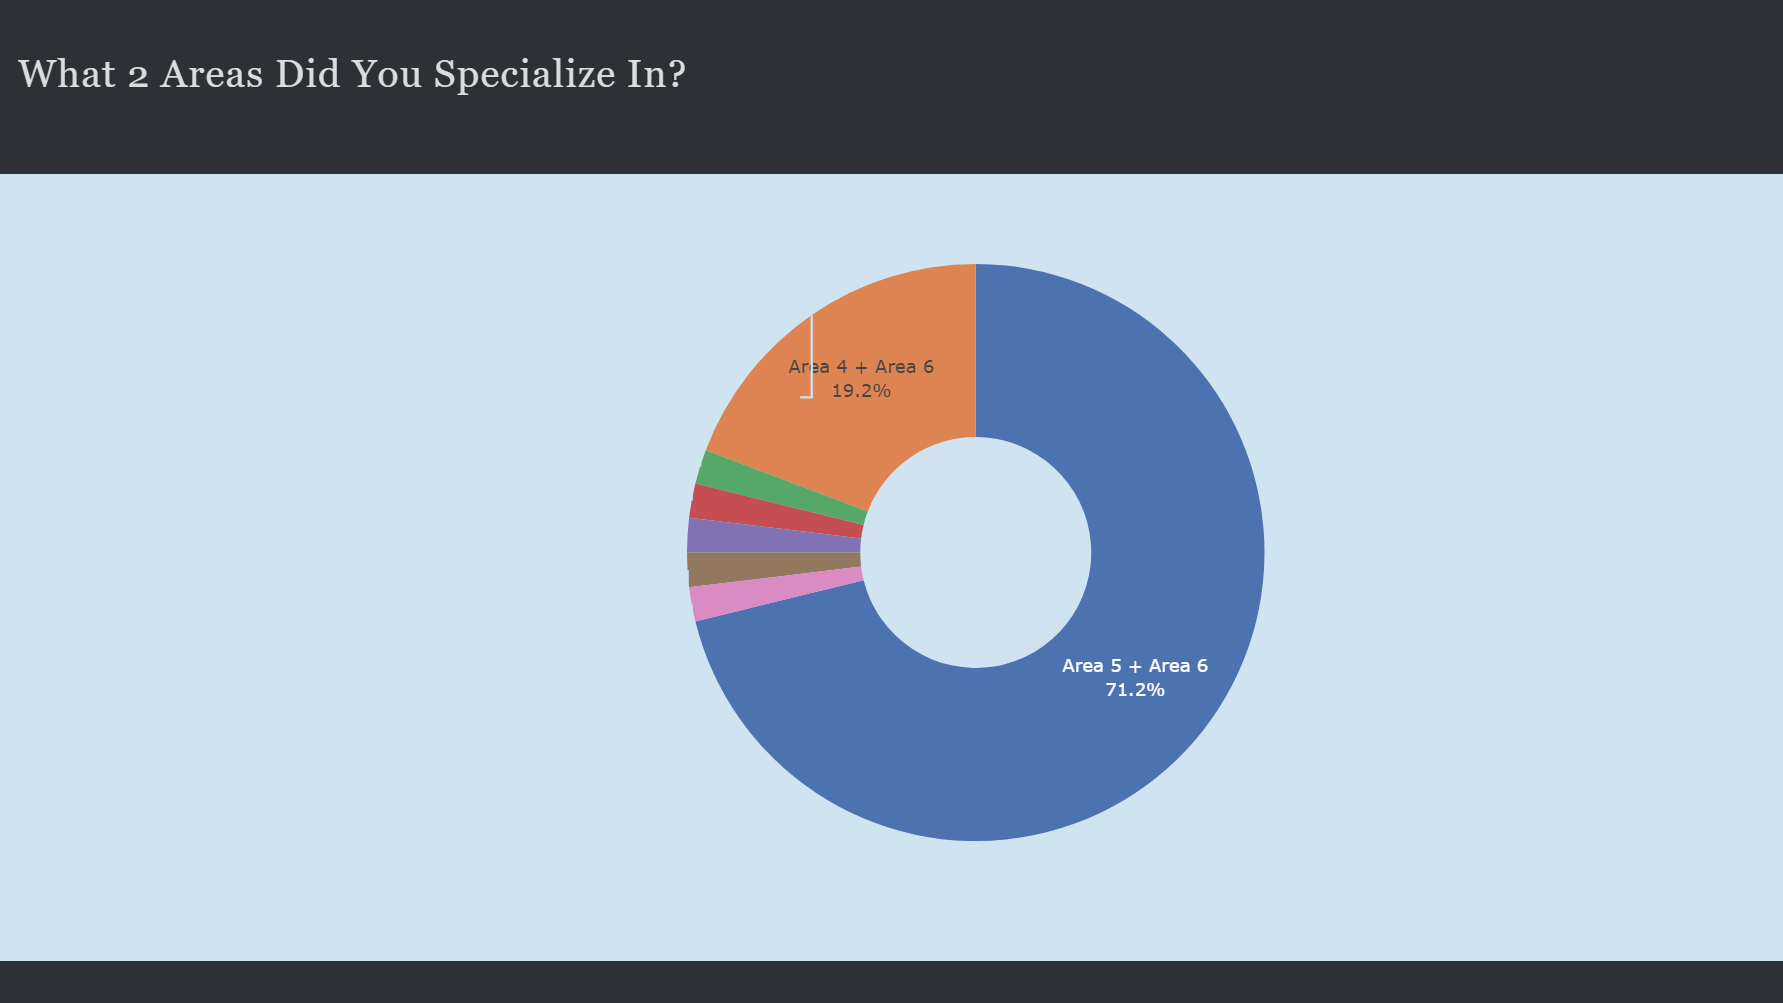 What 2 Areas Did You Specialize In?
Area 4 + Area 6
19.2%
Area 5 + Area 6
71.2%